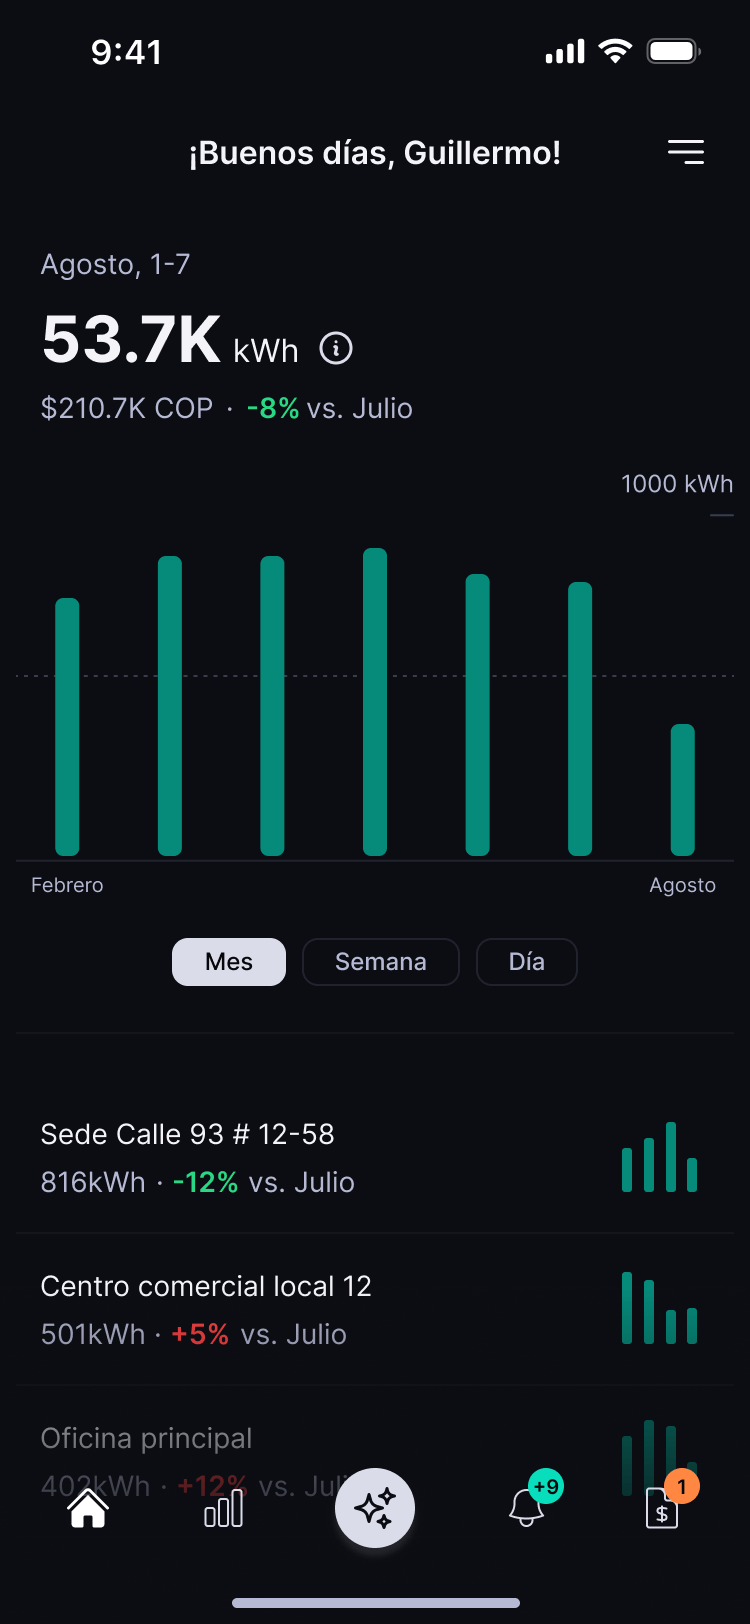 9:41
¡Buenos días, Guillermo!
Agosto, 1-7
53.7K kWh
$210.7K COP · -8% vs. Julio
1000 kWh
Febrero Agosto
Mes Semana Día
Sede Calle 93 # 12-58
816kWh · -12% vs. Julio
Centro comercial local 12
501kWh · +5% vs. Julio
Oficina principal
402kWh · +12% vs. Jul
+9 1
$